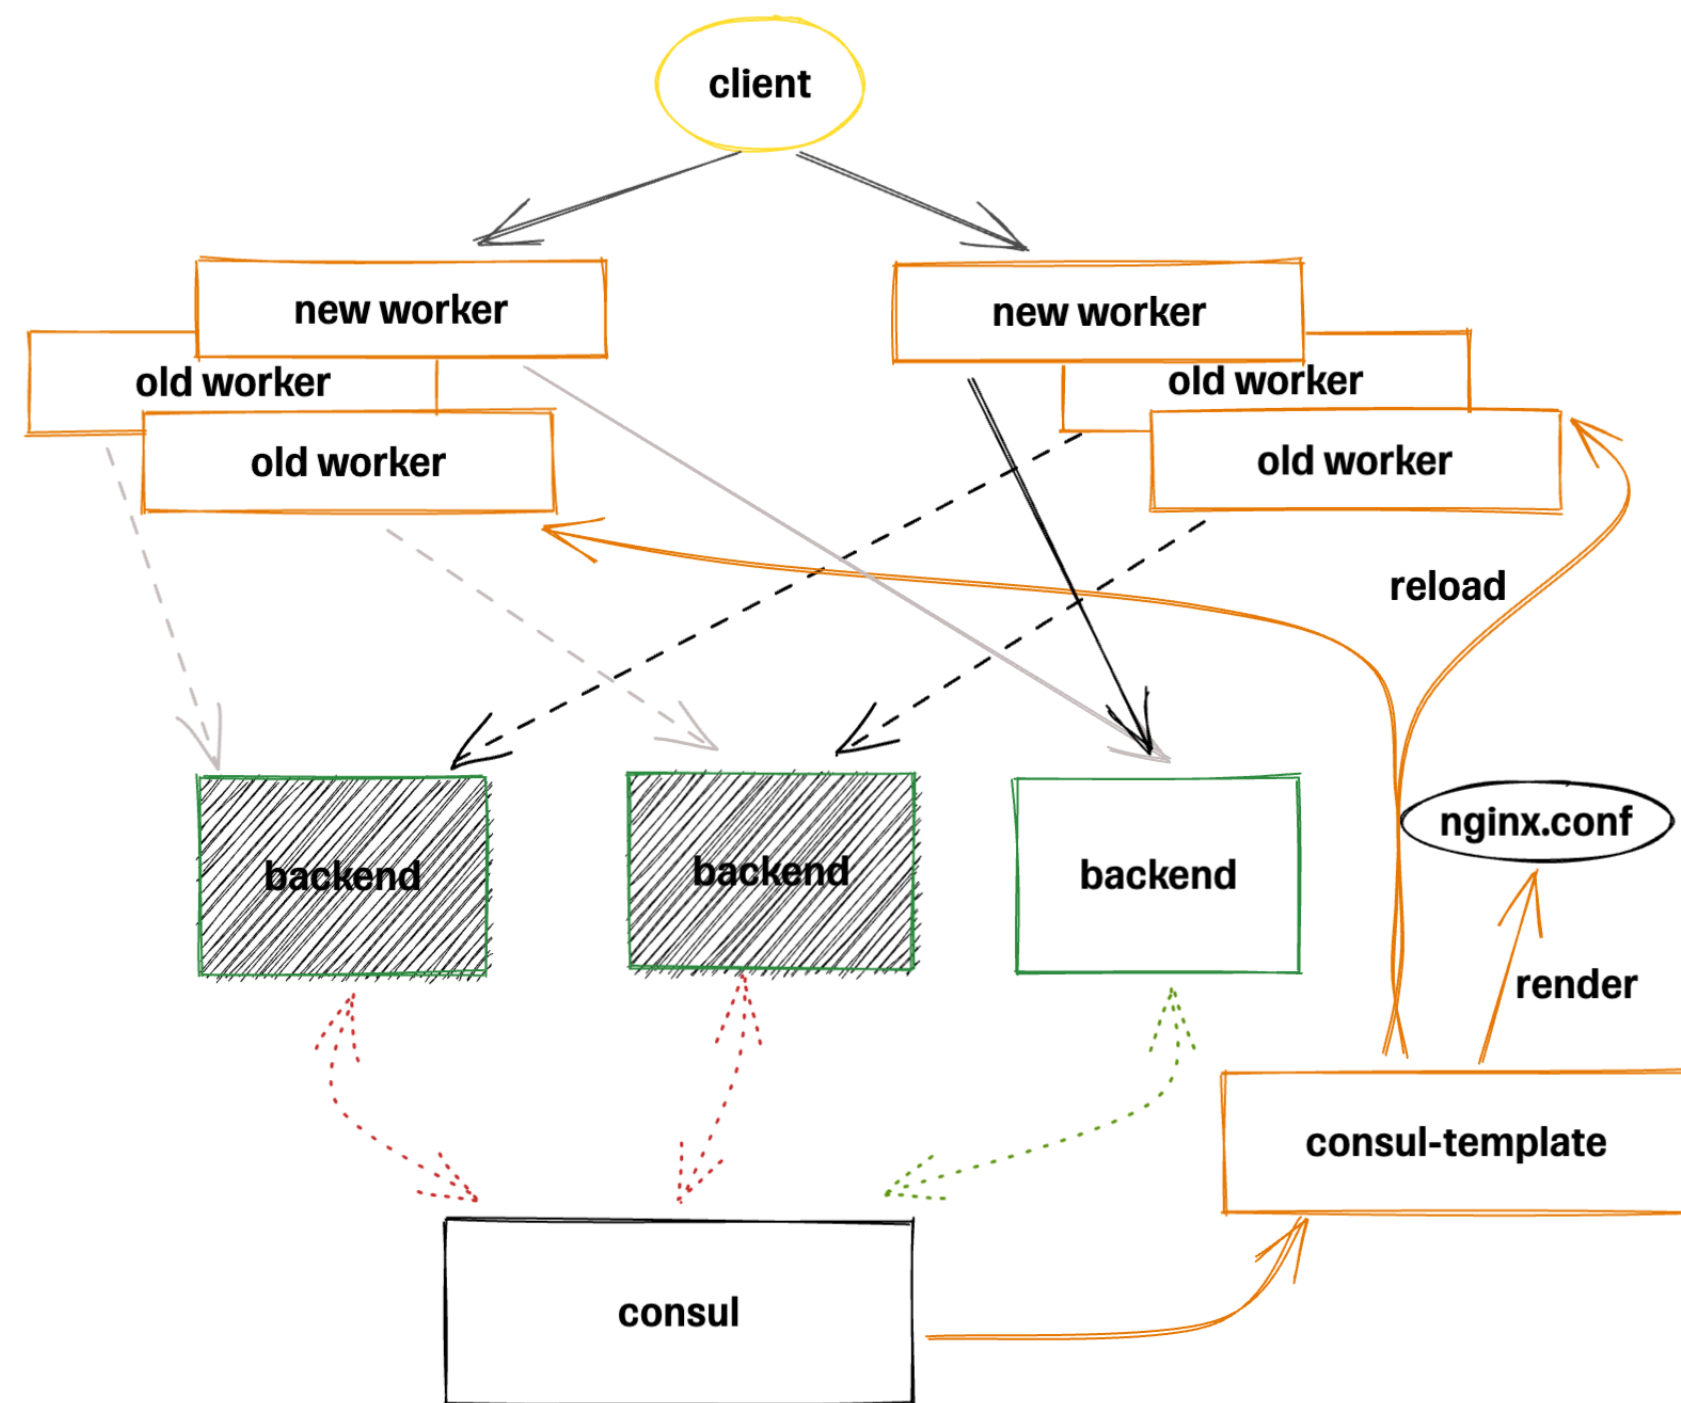 client
new worker
new worker
old worker
old worker
old worker
old worker
reload
nginx.conf
backend
backend
backend
render
consul-template
consul